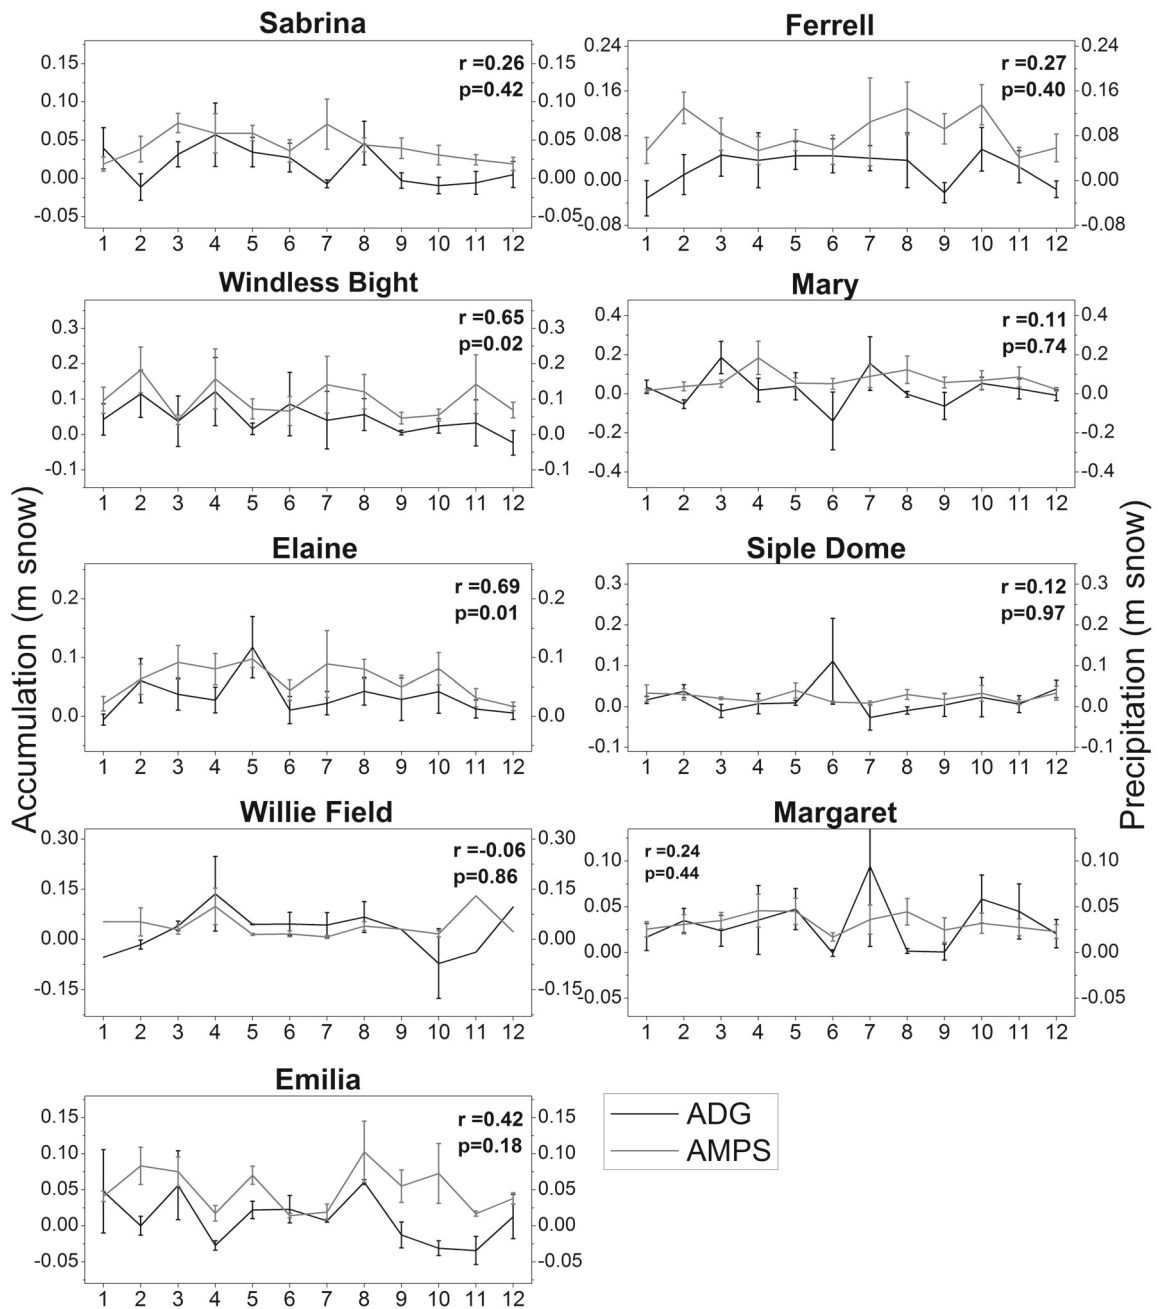 Sabrina
r =0.26
p=0.42
0.15
0.10
0.05
0.00
-0.05
0.15
0.10
0.05
0.00
-0.05
1 2 3 4 5 6 7 8 9 10 11 12
Ferrell
r =0.27
p=0.40
0.24
0.16
0.08
0.00
-0.08
0.24
0.16
0.08
0.00
-0.08
1 2 3 4 5 6 7 8 9 10 11 12
Windless Bight
r =0.65
p=0.02
0.3
0.2
0.1
0.0
-0.1
0.3
0.2
0.1
0.0
-0.1
1 2 3 4 5 6 7 8 9 10 11 12
Mary
r =0.11
p=0.74
0.4
0.2
0.0
-0.2
-0.4
0.4
0.2
0.0
-0.2
-0.4
1 2 3 4 5 6 7 8 9 10 11 12
Accumulation (m snow)
Precipitation (m snow)
Elaine
r =0.69
p=0.01
0.2
0.1
0.0
0.2
0.1
0.0
1 2 3 4 5 6 7 8 9 10 11 12
Siple Dome
r =0.12
p=0.97
0.3
0.2
0.1
0.0
-0.1
0.3
0.2
0.1
0.0
-0.1
1 2 3 4 5 6 7 8 9 10 11 12
Willie Field
r =-0.06
p=0.86
0.30
0.15
0.00
-0.15
0.30
0.15
0.00
-0.15
1 2 3 4 5 6 7 8 9 10 11 12
Margaret
r =0.24
p=0.44
0.10
0.05
0.00
-0.05
0.10
0.05
0.00
-0.05
1 2 3 4 5 6 7 8 9 10 11 12
Emilia
r =0.42
p=0.18
0.15
0.10
0.05
0.00
-0.05
0.15
0.10
0.05
0.00
-0.05
1 2 3 4 5 6 7 8 9 10 11 12
ADG
AMPS